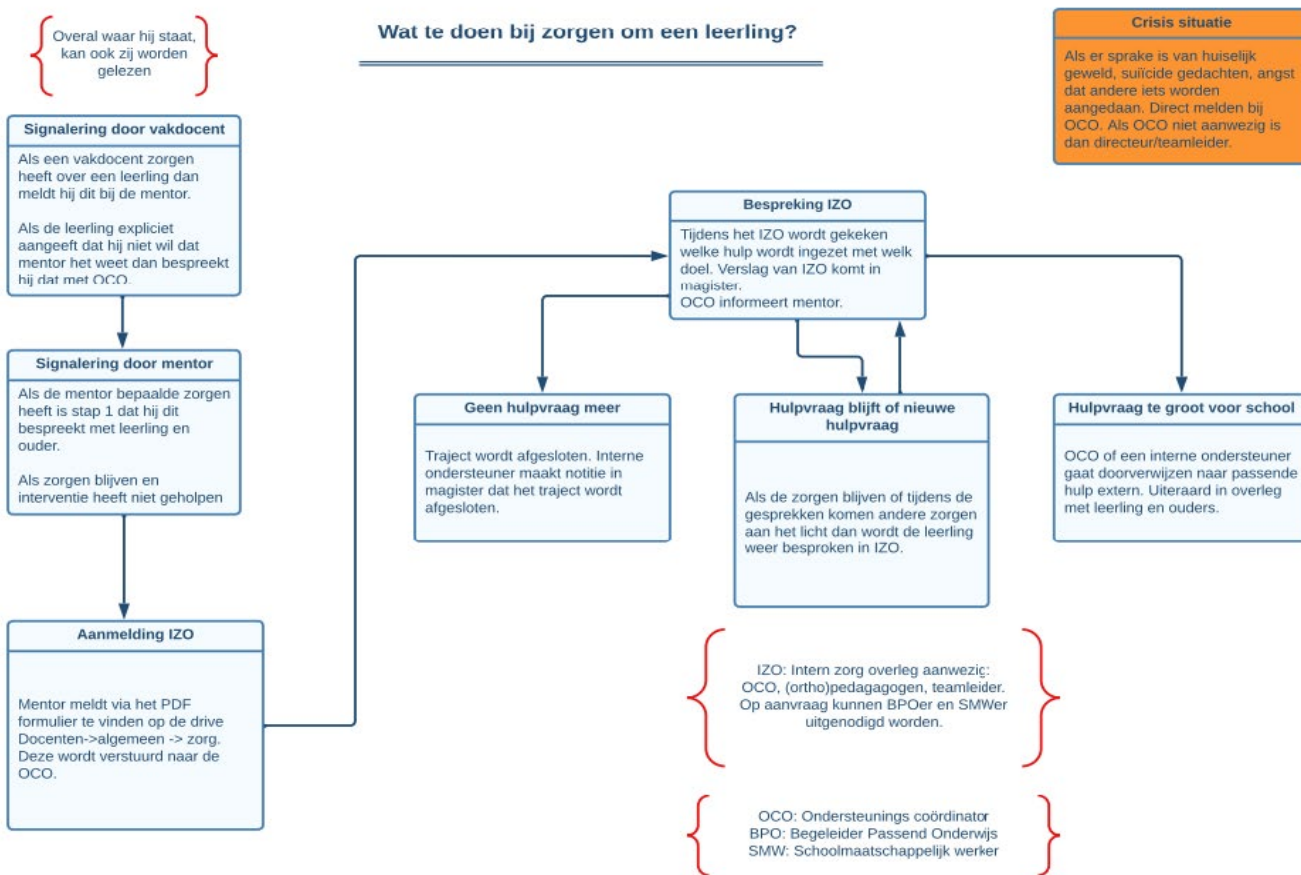 Overal waar hij staat,
kan ook zij worden
gelezen
Wat te doen bij zorgen om een leerling?
Crisis situatie
Als er sprake is van huiselijk
geweld, suïcide gedachten, angst
dat andere iets worden
aangedaan. Direct melden bij
OCO. Als OCO niet aanwezig is
dan directeur/teamleider.
Signalering door vakdocent
Als een vakdocent zorgen
heeft over een leerling dan
meldt hij dit bij de mentor.
Als de leerling expliciet
aangeeft dat hij niet wil dat
mentor het weet dan bespreekt
hij dat met OCO.
Signalering door mentor
Als de mentor bepaalde zorgen
heeft is stap 1 dat hij dit
bespreekt met leerling en
ouder.
Als zorgen blijven en
interventie heeft niet geholpen
Aanmelding IZO
Mentor meldt via het PDF
formulier te vinden op de drive
Docenten->algemeen -> zorg.
Deze wordt verstuurd naar de
OCO.
Bespreking IZO
Tijdens het IZO wordt gekeken
welke hulp wordt ingezet met welk
doel. Verslag van IZO komt in
magister.
OCO informeert mentor.
Geen hulpvraag meer
Traject wordt afgesloten. Interne
ondersteuner maakt notitie in
magister dat het traject wordt
afgesloten.
Hulpvraag blijft of nieuwe
hulpvraag
Als de zorgen blijven of tijdens de
gesprekken komen andere zorgen
aan het licht dan wordt de leerling
weer besproken in IZO.
Hulpvraag te groot voor school
OCO of een interne ondersteuner
gaat doorverwijzen naar passende
hulp extern. Uiteraard in overleg
met leerling en ouders.
IZO: Intern zorg overleg aanwezig:
OCO, (ortho)pedagagogen, teamleider.
Op aanvraag kunnen BPOer en SMWer
uitgenodigd worden.
OCO: Ondersteunings coördinator
BPO: Begeleider Passend Onderwijs
SMW: Schoolmaatschappelijk werker